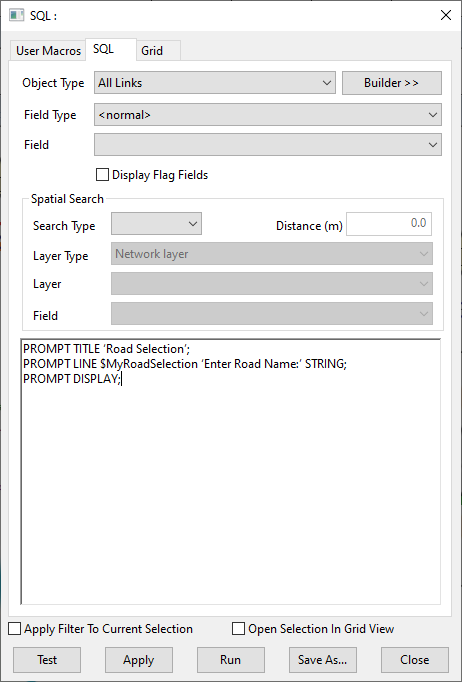 SQL :
User Macros SQL Grid
Object Type All Links Builder >>
Field Type <normal>
Field
Display Flag Fields
Spatial Search
Search Type Distance (m) 0.0
Layer Type Network layer
Layer
Field
PROMPT TITLE ‘Road Selection’;
PROMPT LINE $MyRoadSelection ‘Enter Road Name:’ STRING;
PROMPT DISPLAY;
Apply Filter To Current Selection Open Selection In Grid View
Test Apply Run Save As... Close